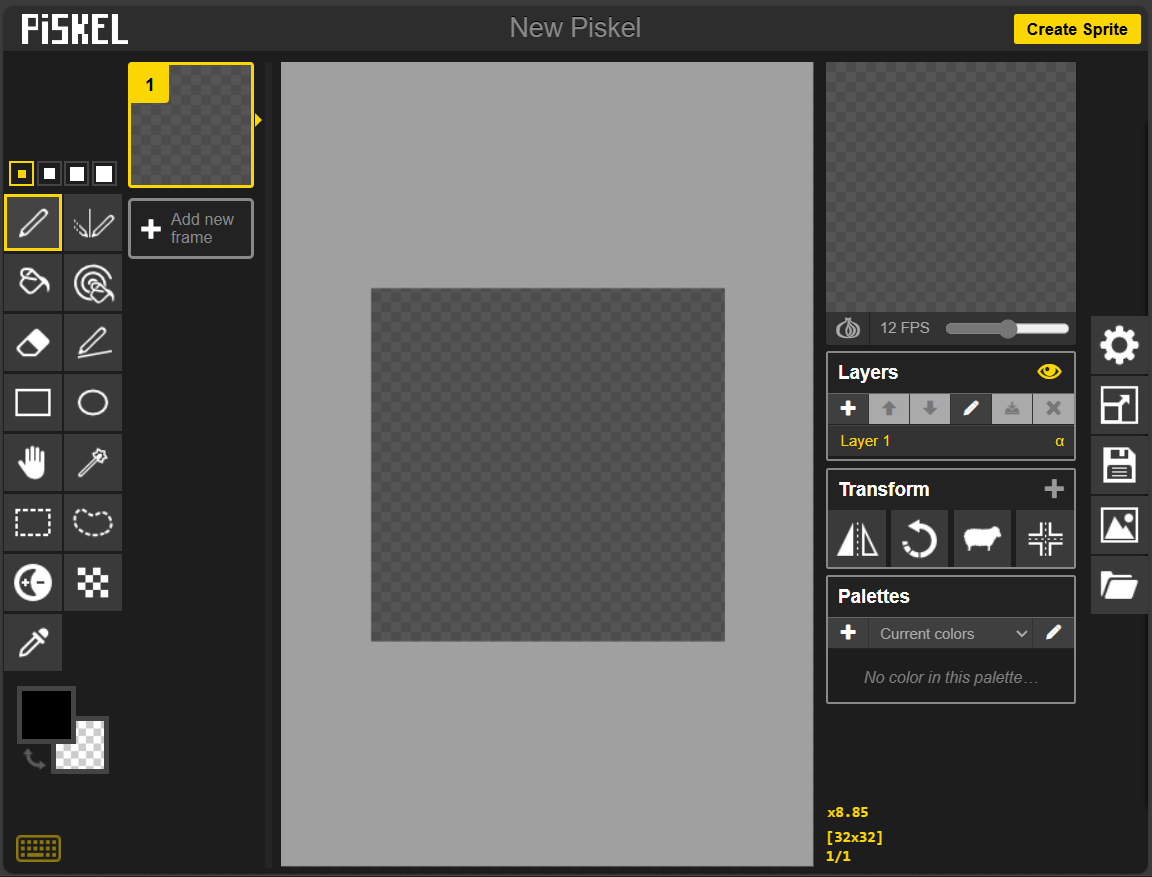 PiSKEL
New Piskel
Create Sprite
1
Add new
frame
12 FPS
Layers
Layer 1
α
Transform
Palettes
Current colors
No color in this palette…
x8.85
[32x32]
1/1